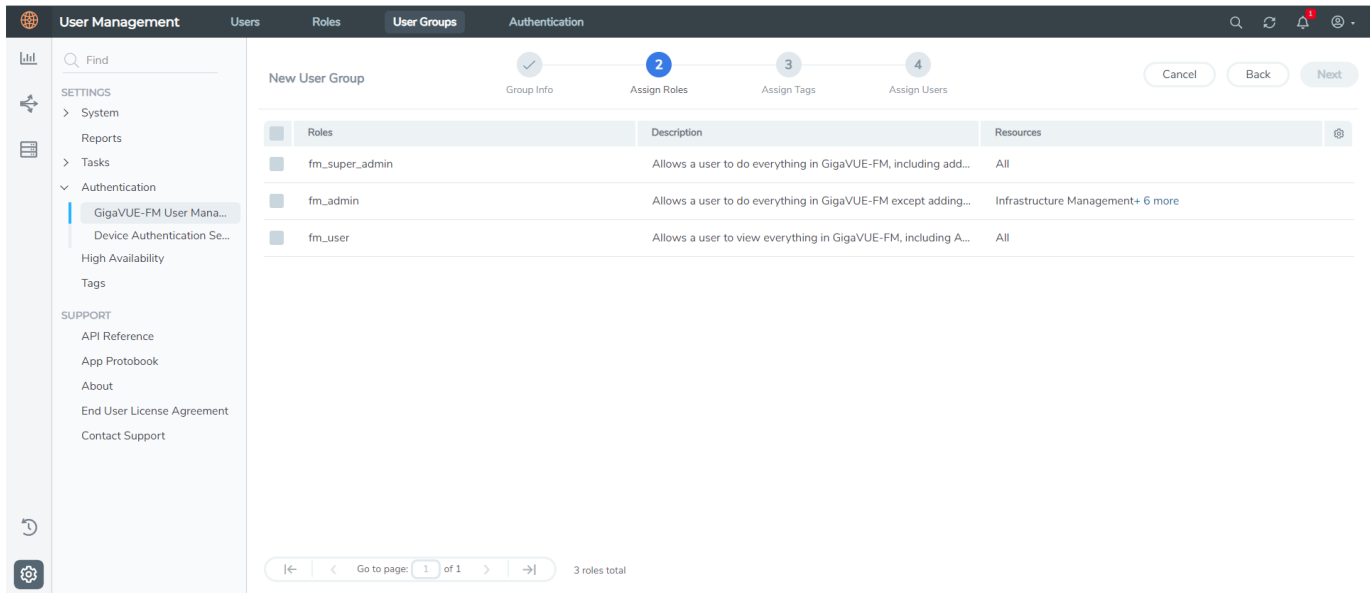 User Management Users Roles User Groups Authentication 1
Find
SETTINGS
System
Reports
Tasks
Authentication
GigaVUE-FM User Mana...
Device Authentication Se...
High Availability
Tags
SUPPORT
API Reference
App Protobook
About
End User License Agreement
Contact Support
New User Group
Group Info
2 Assign Roles
3 Assign Tags
4 Assign Users
Cancel Back Next
Roles Description Resources
fm_super_admin Allows a user to do everything in GigaVUE-FM, including add... All
fm_admin Allows a user to do everything in GigaVUE-FM except adding... Infrastructure Management+ 6 more
fm_user Allows a user to view everything in GigaVUE-FM, including A... All
Go to page: 1 of 1 3 roles total